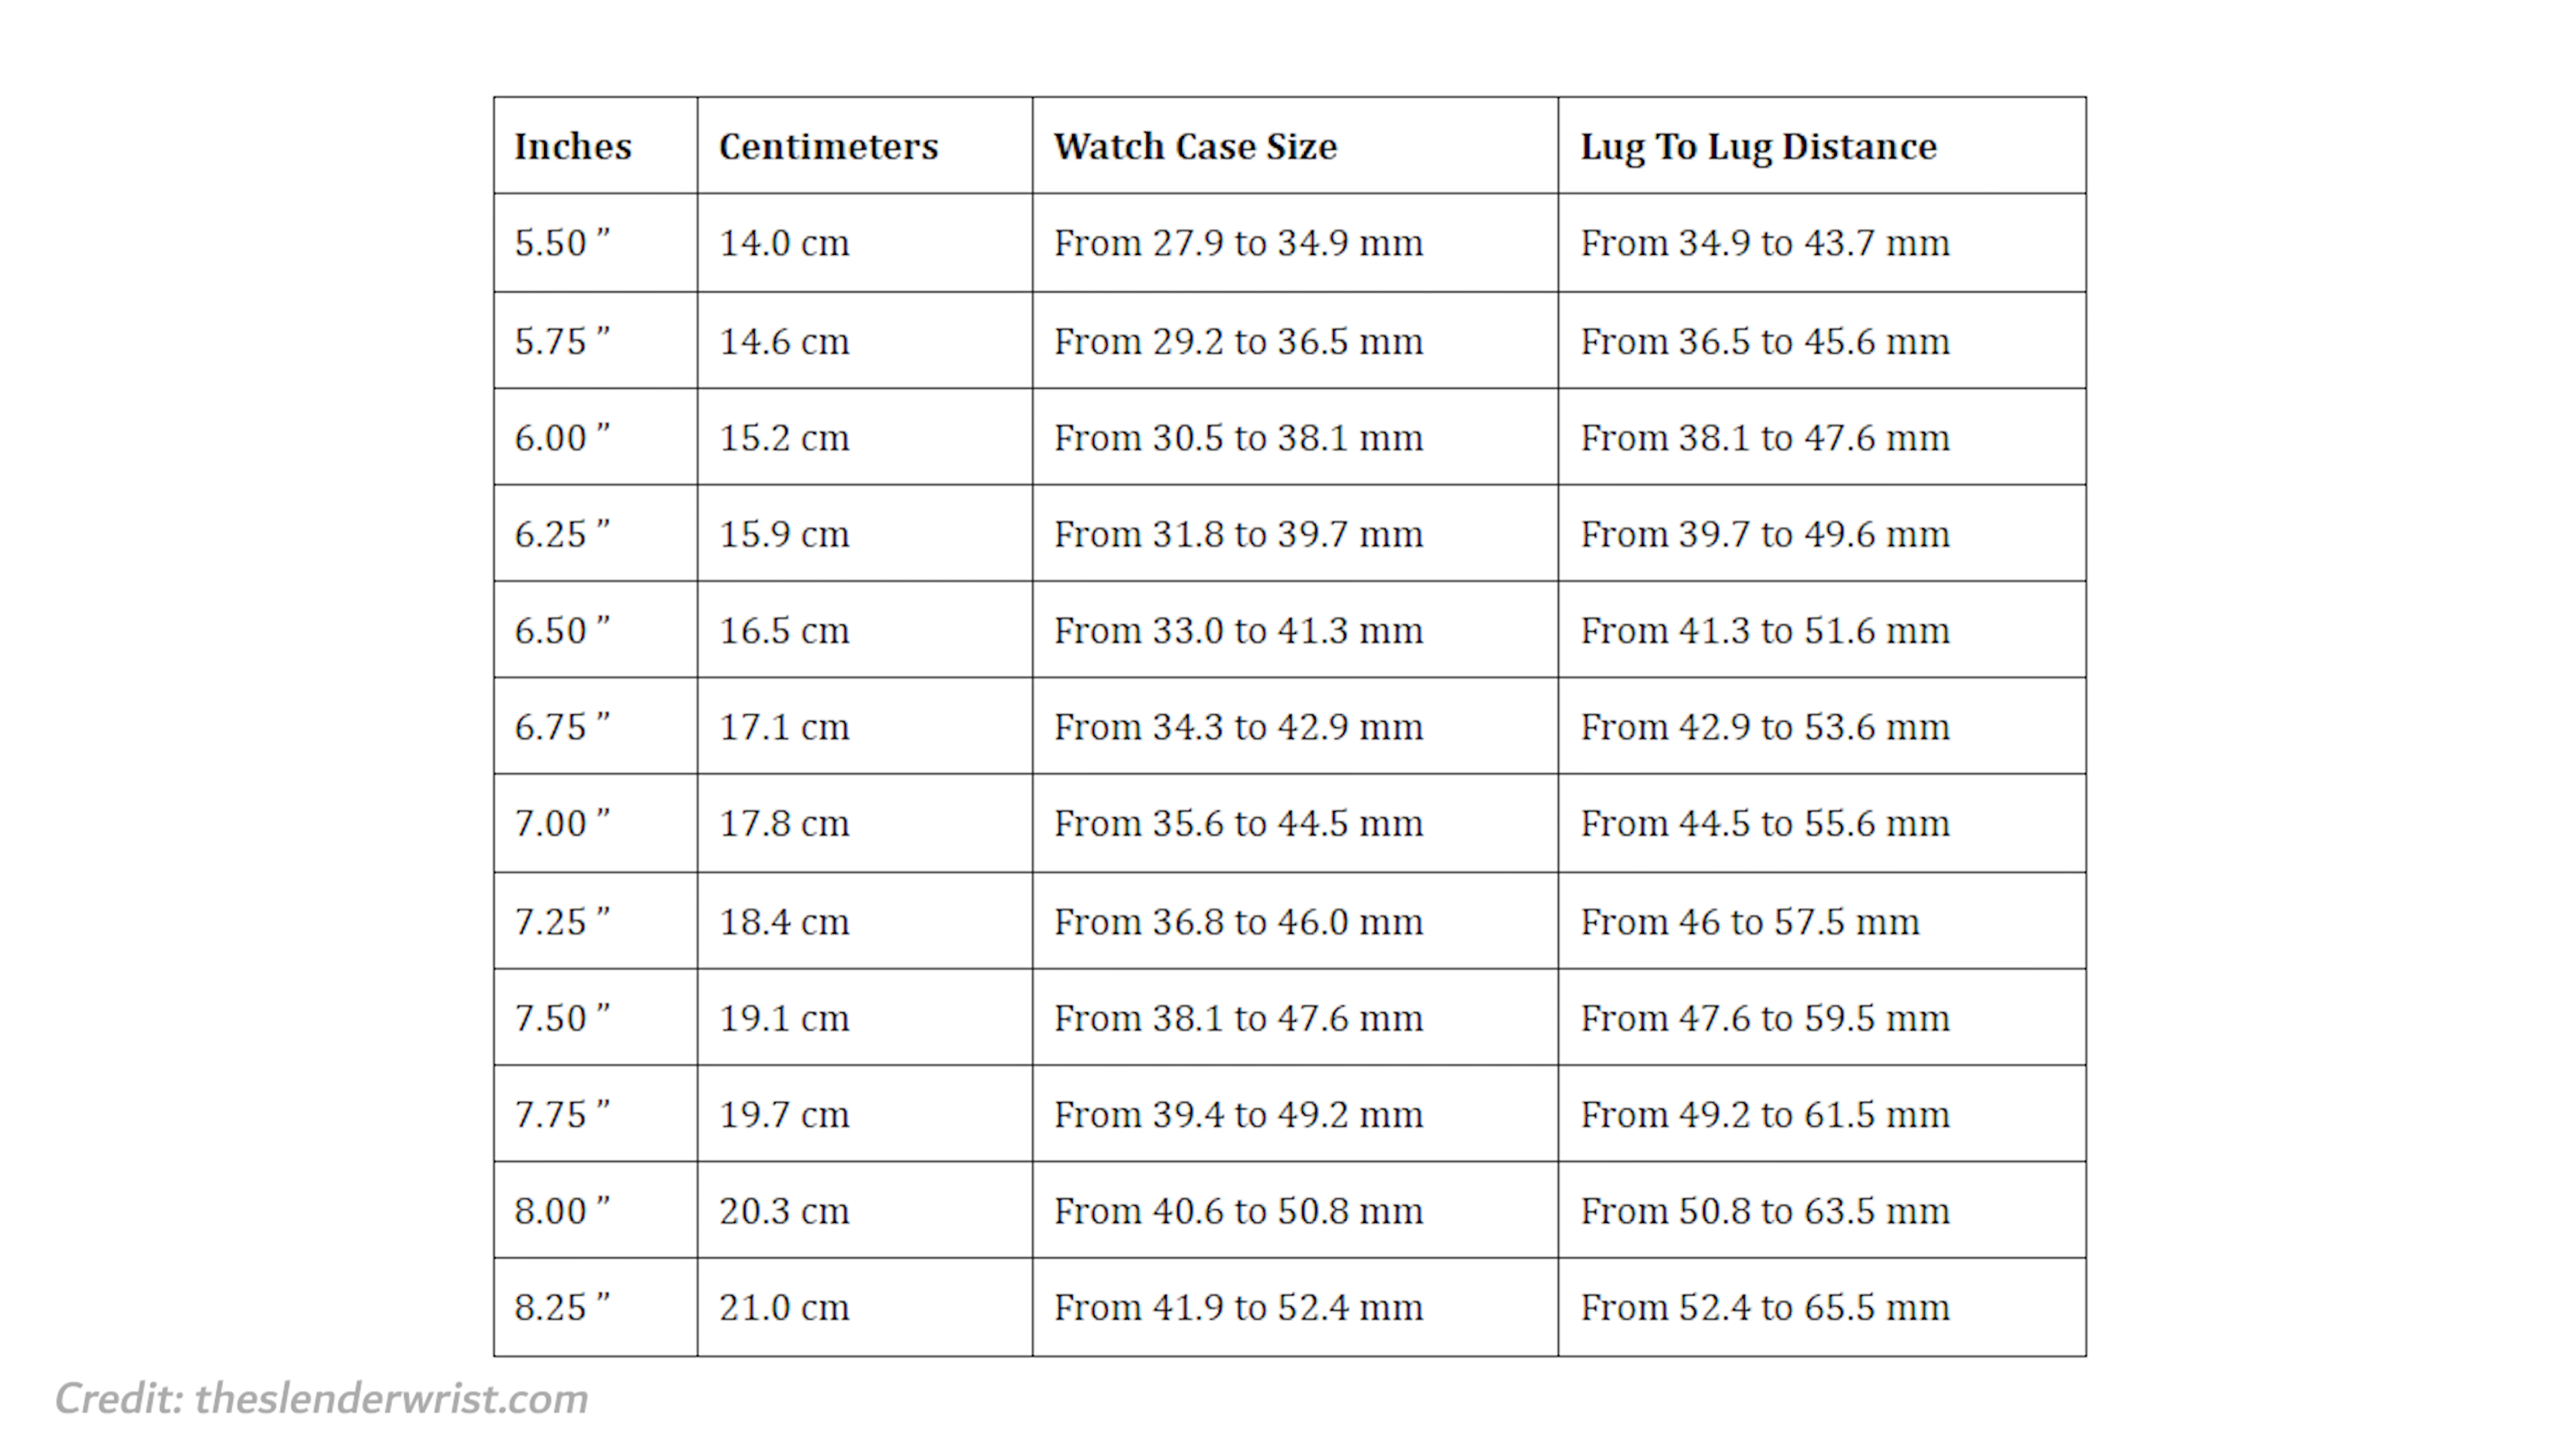 Inches Centimeters Watch Case Size Lug To Lug Distance
5.50 ” 14.0 cm From 27.9 to 34.9 mm From 34.9 to 43.7 mm
5.75 ” 14.6 cm From 29.2 to 36.5 mm From 36.5 to 45.6 mm
6.00 ” 15.2 cm From 30.5 to 38.1 mm From 38.1 to 47.6 mm
6.25 ” 15.9 cm From 31.8 to 39.7 mm From 39.7 to 49.6 mm
6.50 ” 16.5 cm From 33.0 to 41.3 mm From 41.3 to 51.6 mm
6.75 ” 17.1 cm From 34.3 to 42.9 mm From 42.9 to 53.6 mm
7.00 ” 17.8 cm From 35.6 to 44.5 mm From 44.5 to 55.6 mm
7.25 ” 18.4 cm From 36.8 to 46.0 mm From 46 to 57.5 mm
7.50 ” 19.1 cm From 38.1 to 47.6 mm From 47.6 to 59.5 mm
7.75 ” 19.7 cm From 39.4 to 49.2 mm From 49.2 to 61.5 mm
8.00 ” 20.3 cm From 40.6 to 50.8 mm From 50.8 to 63.5 mm
8.25 ” 21.0 cm From 41.9 to 52.4 mm From 52.4 to 65.5 mm
Credit: theslenderwrist.com